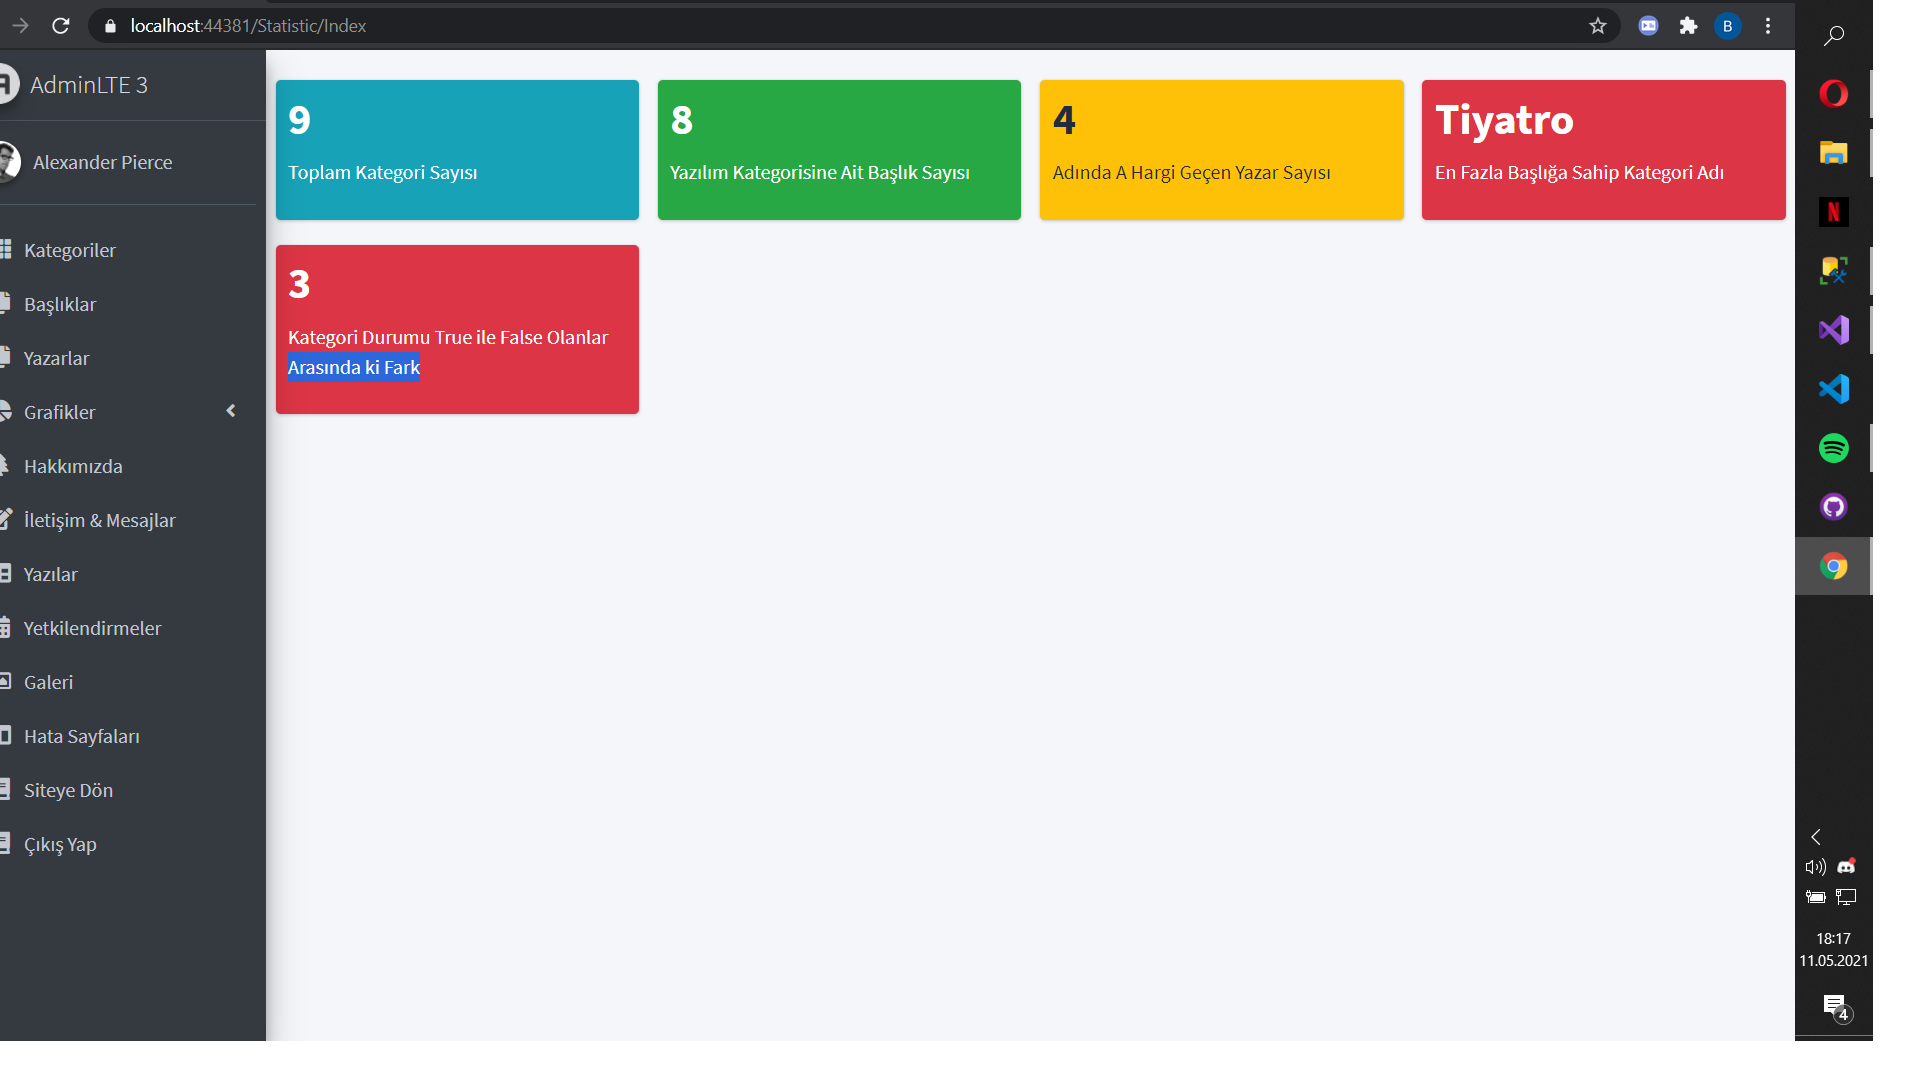 localhost:44381/Statistic/Index
B
AdminLTE 3
Alexander Pierce
Kategoriler
Başlıklar
Yazarlar
Grafikler
Hakkımızda
İletişim & Mesajlar
Yazılar
Yetkilendirmeler
Galeri
Hata Sayfaları
Siteye Dön
Çıkış Yap
9
Toplam Kategori Sayısı
8
Yazılım Kategorisine Ait Başlık Sayısı
4
Adında A Hargi Geçen Yazar Sayısı
Tiyatro
En Fazla Başlığa Sahip Kategori Adı
3
Kategori Durumu True ile False Olanlar
Arasında ki Fark
N
18:17
11.05.2021
4